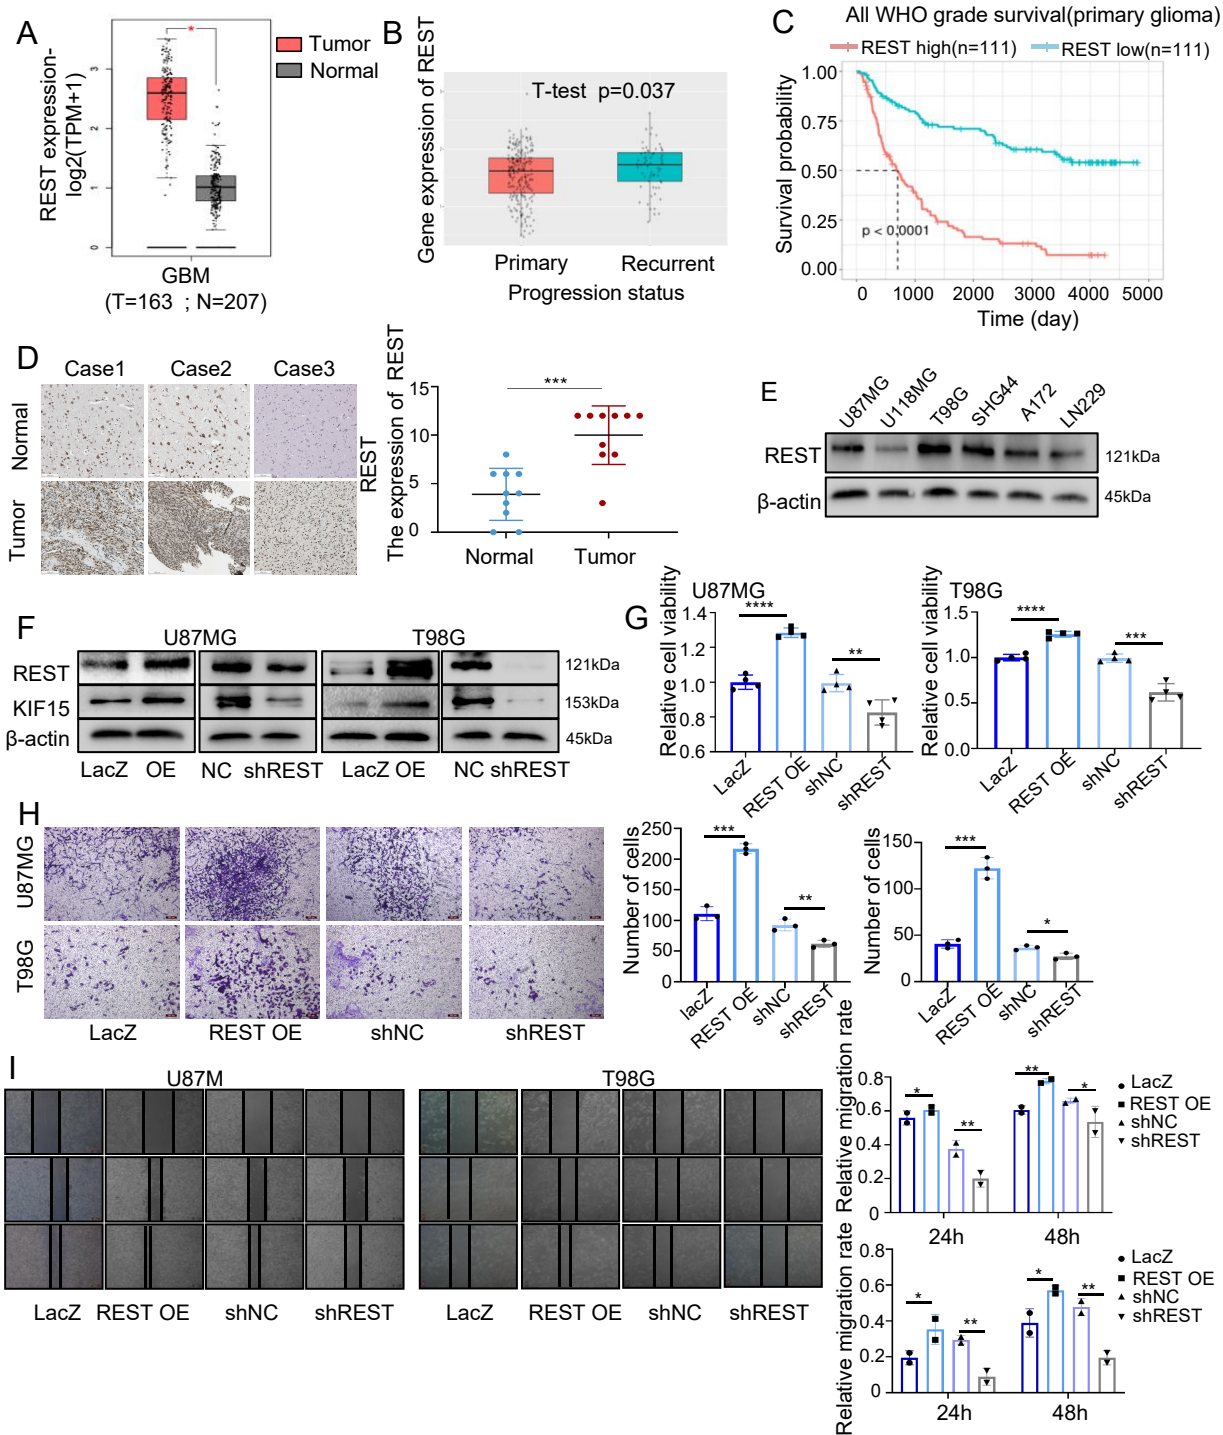 A
REST expression-
log2(TPM+1)
3
2
1
0
*
Tumor
Normal
GBM
(T=163 ; N=207)
B
Gene expression of REST
T-test p=0.037
Primary
Recurrent
Progression status
C
All WHO grade survival(primary glioma)
REST high(n=111)
REST low(n=111)
Survival probability
1.00
0.75
0.50
0.25
0.00
p < 0.0001
0
1000
2000
3000
4000
5000
Time (day)
D
Case1
Case2
Case3
Normal
Tumor
REST
The expression of REST
15
10
5
0
***
Normal
Tumor
E
U87MG
U118MG
T98G
SHG44
A172
LN229
REST
121kDa
β-actin
45kDa
F
U87MG
T98G
REST
121kDa
KIF15
153kDa
β-actin
45kDa
LacZ
OE
NC
shREST
LacZ
OE
NC
shREST
G
U87MG
Relative cell viability
1.4
1.2
1.0
0.8
0.6
****
**
LacZ
REST OE
shNC
shREST
T98G
Relative cell viability
1.5
1.0
0.5
0.0
****
***
LacZ
REST OE
shNC
shREST
H
U87MG
T98G
LacZ
REST OE
shNC
shREST
Number of cells
250
200
150
100
50
0
***
**
lacZ
REST OE
shNC
shREST
Number of cells
150
100
50
0
***
*
LacZ
REST OE
shNC
shREST
I
U87M
T98G
LacZ
REST OE
shNC
shREST
LacZ
REST OE
shNC
shREST
Relative migration rate
0.8
0.6
0.4
0.2
0
*
**
**
*
24h
48h
LacZ
REST OE
shNC
shREST
Relative migration rate
0.8
0.6
0.4
0.2
0
*
**
*
**
24h
48h
LacZ
REST OE
shNC
shREST